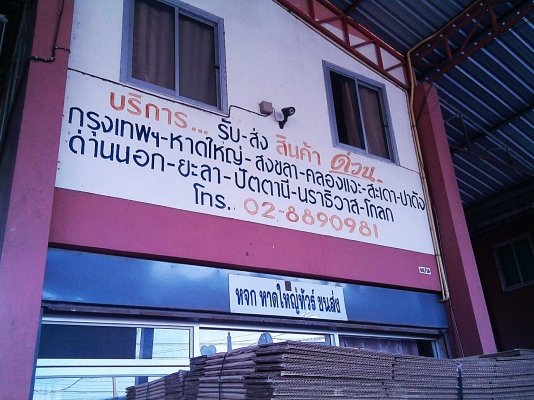 บริการ... รับ-ส่ง สินค้า ด่วน..
กรุงเทพฯ-หาดใหญ่-สงขลา-คลองแงะ-สะเดา-ปาดัง
ด่านนอก-ยะลา-ปัตตานี-นราธิวาส-โกลก
โทร. 02-8890981
หจก หาดใหญ่ทัวร์ ขนส่ง